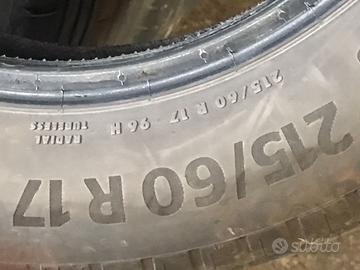 215/60 R 17 96 H
RADIAL
TUBELESS
215/60 R 17
subito